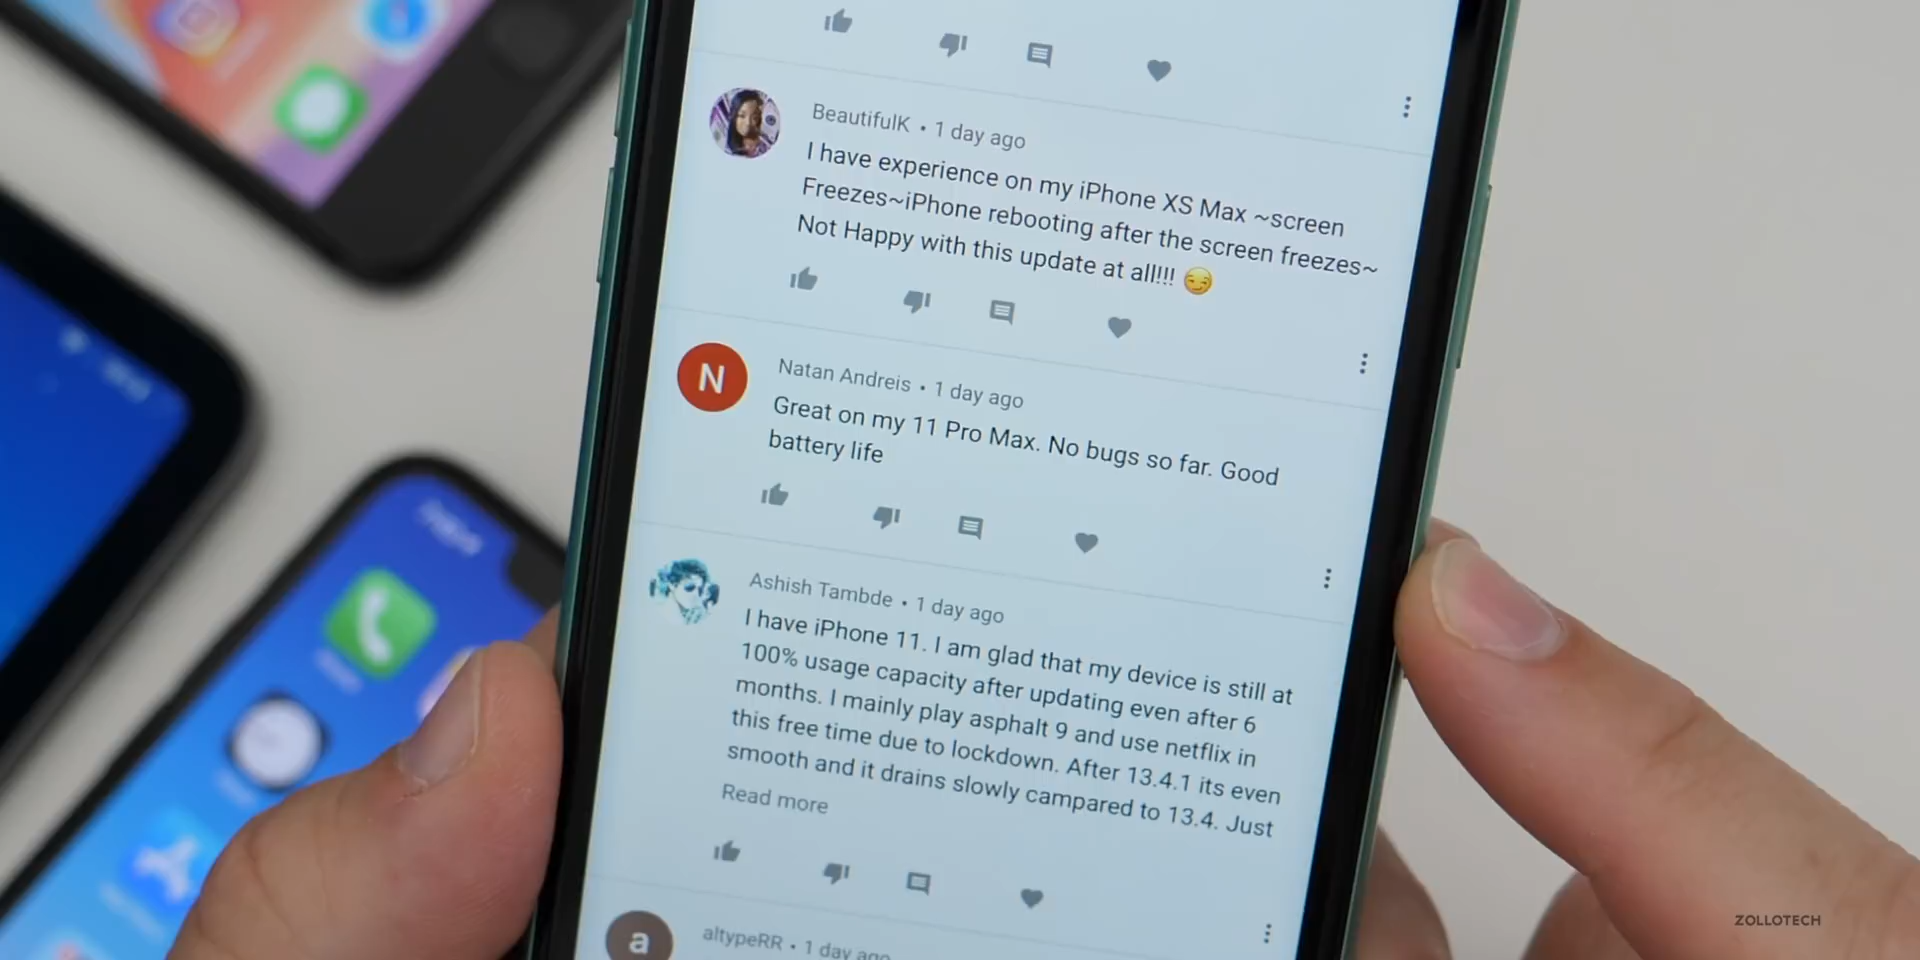 BeautifulK • 1 day ago
I have experience on my iPhone XS Max ~screen
Freezes~iPhone rebooting after the screen freezes~
Not Happy with this update at all!!! 😏
N
Natan Andreis • 1 day ago
Great on my 11 Pro Max. No bugs so far. Good
battery life
Ashish Tambde • 1 day ago
I have iPhone 11. I am glad that my device is still at
100% usage capacity after updating even after 6
months. I mainly play asphalt 9 and use netflix in
this free time due to lockdown. After 13.4.1 its even
smooth and it drains slowly campared to 13.4. Just
Read more
a
altypeRR • 1 day ago
ZOLLOTECH